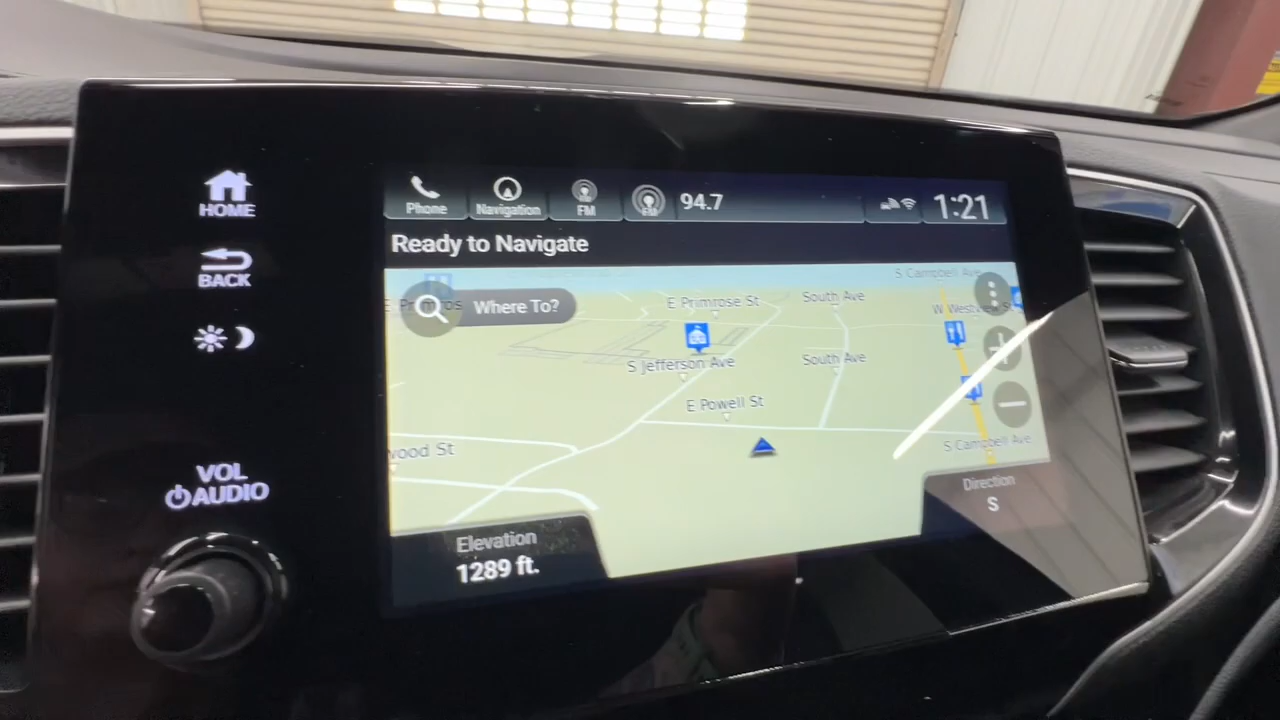 HOME
BACK
VOL
AUDIO
Phone
Navigation
FM
FM
94.7
1:21
Ready to Navigate
Where To?
S Campbell Ave
E Primrose St
South Ave
S Jefferson Ave
South Ave
E Powell St
wood St
S Campbell Ave
Elevation
1289 ft.
Direction
S